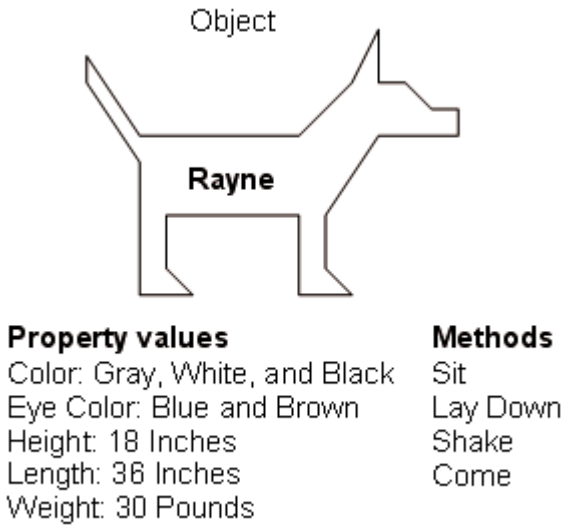 Object
Rayne
Property values
Color: Gray, White, and Black
Eye Color: Blue and Brown
Height: 18 Inches
Length: 36 Inches
Weight: 30 Pounds
Methods
Sit
Lay Down
Shake
Come